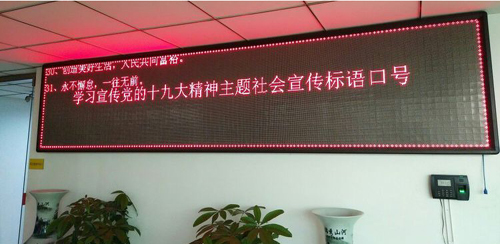 30、创造美好生活，人民共同富裕。
31、永不懈怠，一往无前。
学习宣传党的十九大精神主题社会宣传标语口号